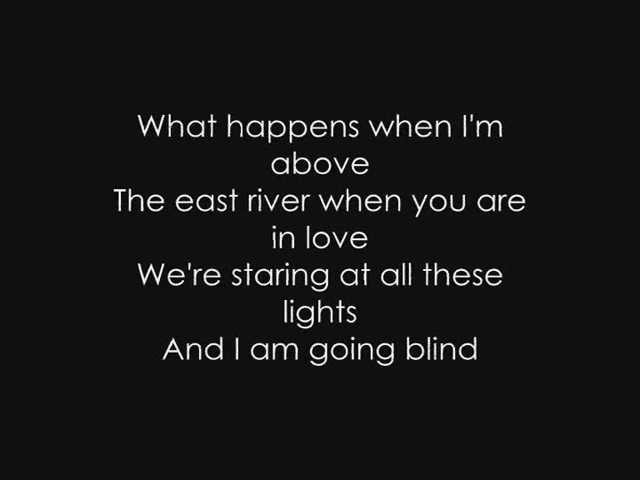 What happens when I'm
above
The east river when you are
in love
We're staring at all these
lights
And I am going blind